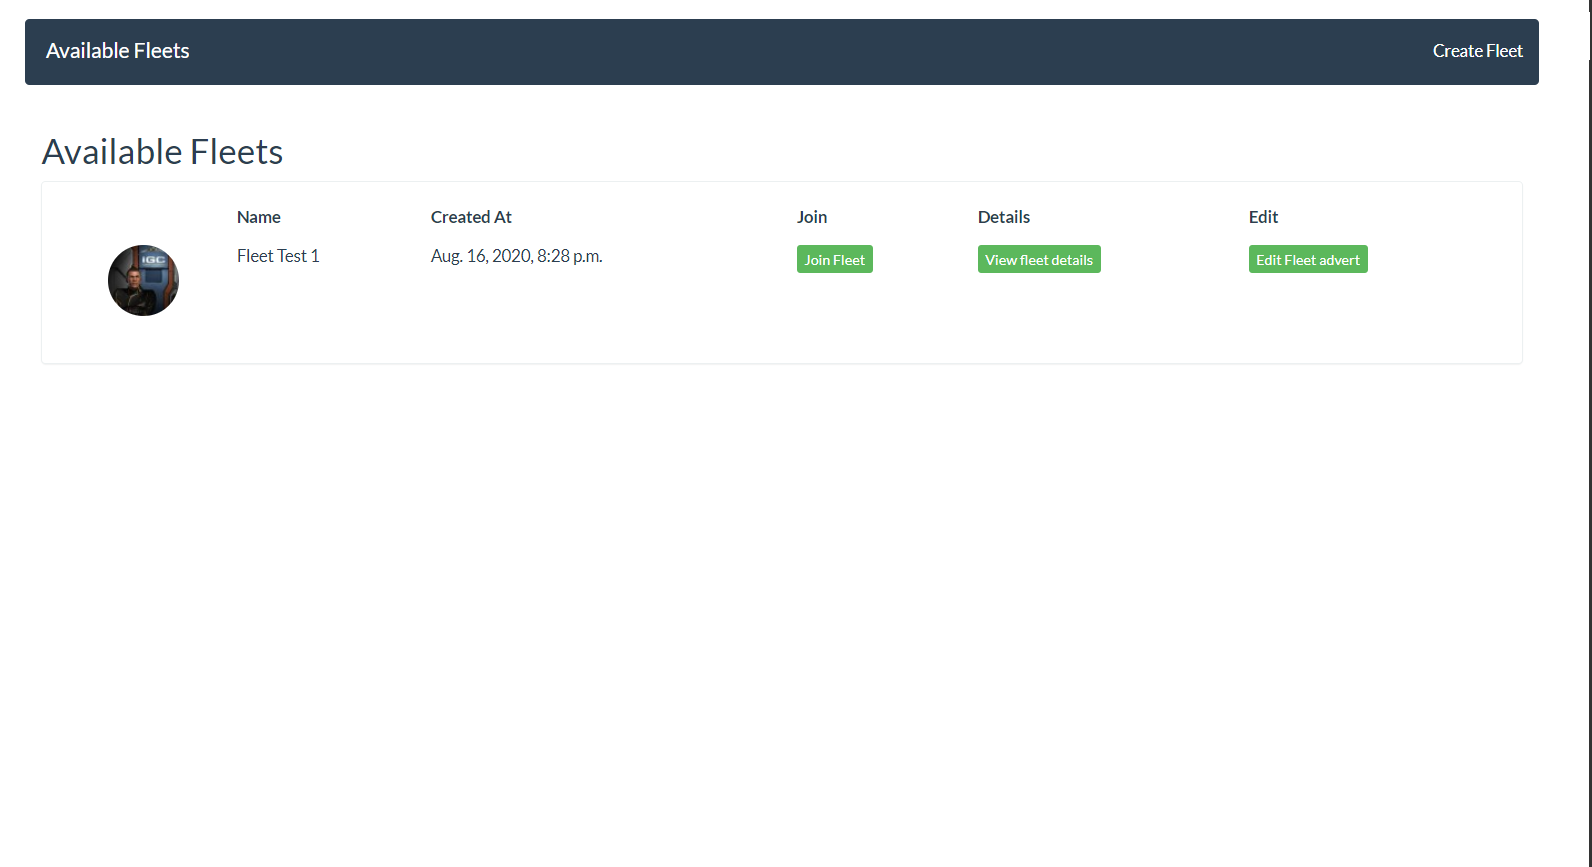 Available Fleets
Create Fleet
Available Fleets
Name Created At Join Details Edit
IGC
Fleet Test 1 Aug. 16, 2020, 8:28 p.m. Join Fleet View fleet details Edit Fleet advert